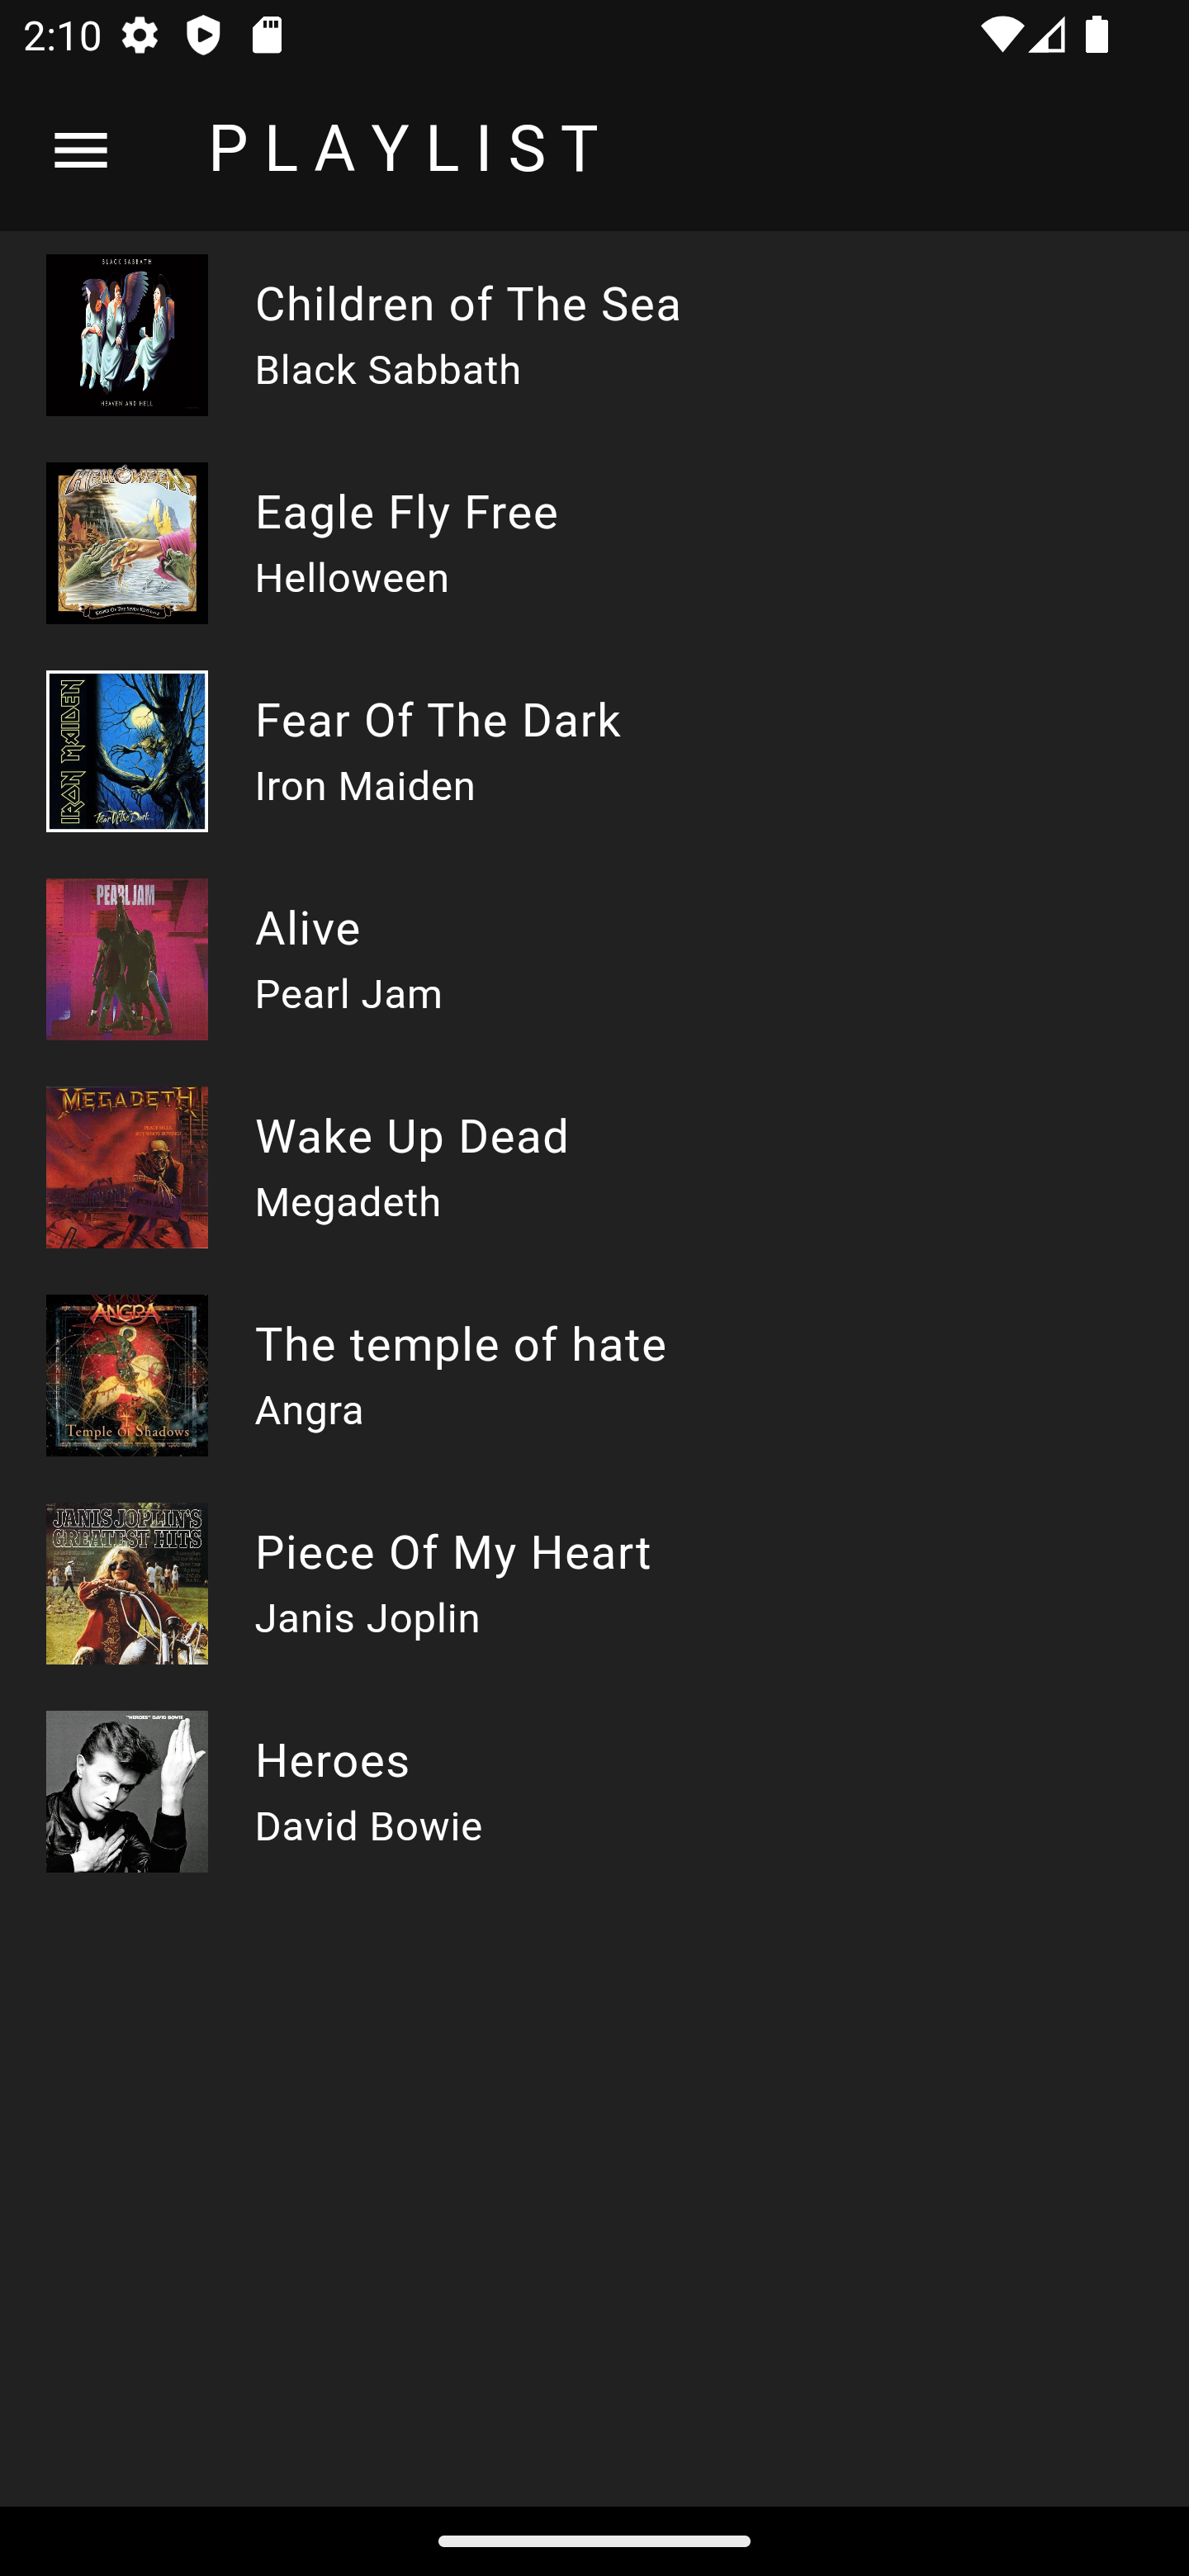 2:10
PLAYLIST
BLACK SABBATH
HEAVEN AND HELL
Children of The Sea
Black Sabbath
HELLOWEEN
Eagle Fly Free
Helloween
IRON MAIDEN
Fear Of The Dark
Fear Of The Dark
Iron Maiden
PEARL JAM
Alive
Pearl Jam
MEGADETH
Wake Up Dead
Megadeth
ANGRA
Temple Of Shadows
The temple of hate
Angra
JANIS JOPLIN'S
GREATEST HITS
Piece Of My Heart
Janis Joplin
"HEROES" DAVID BOWIE
Heroes
David Bowie